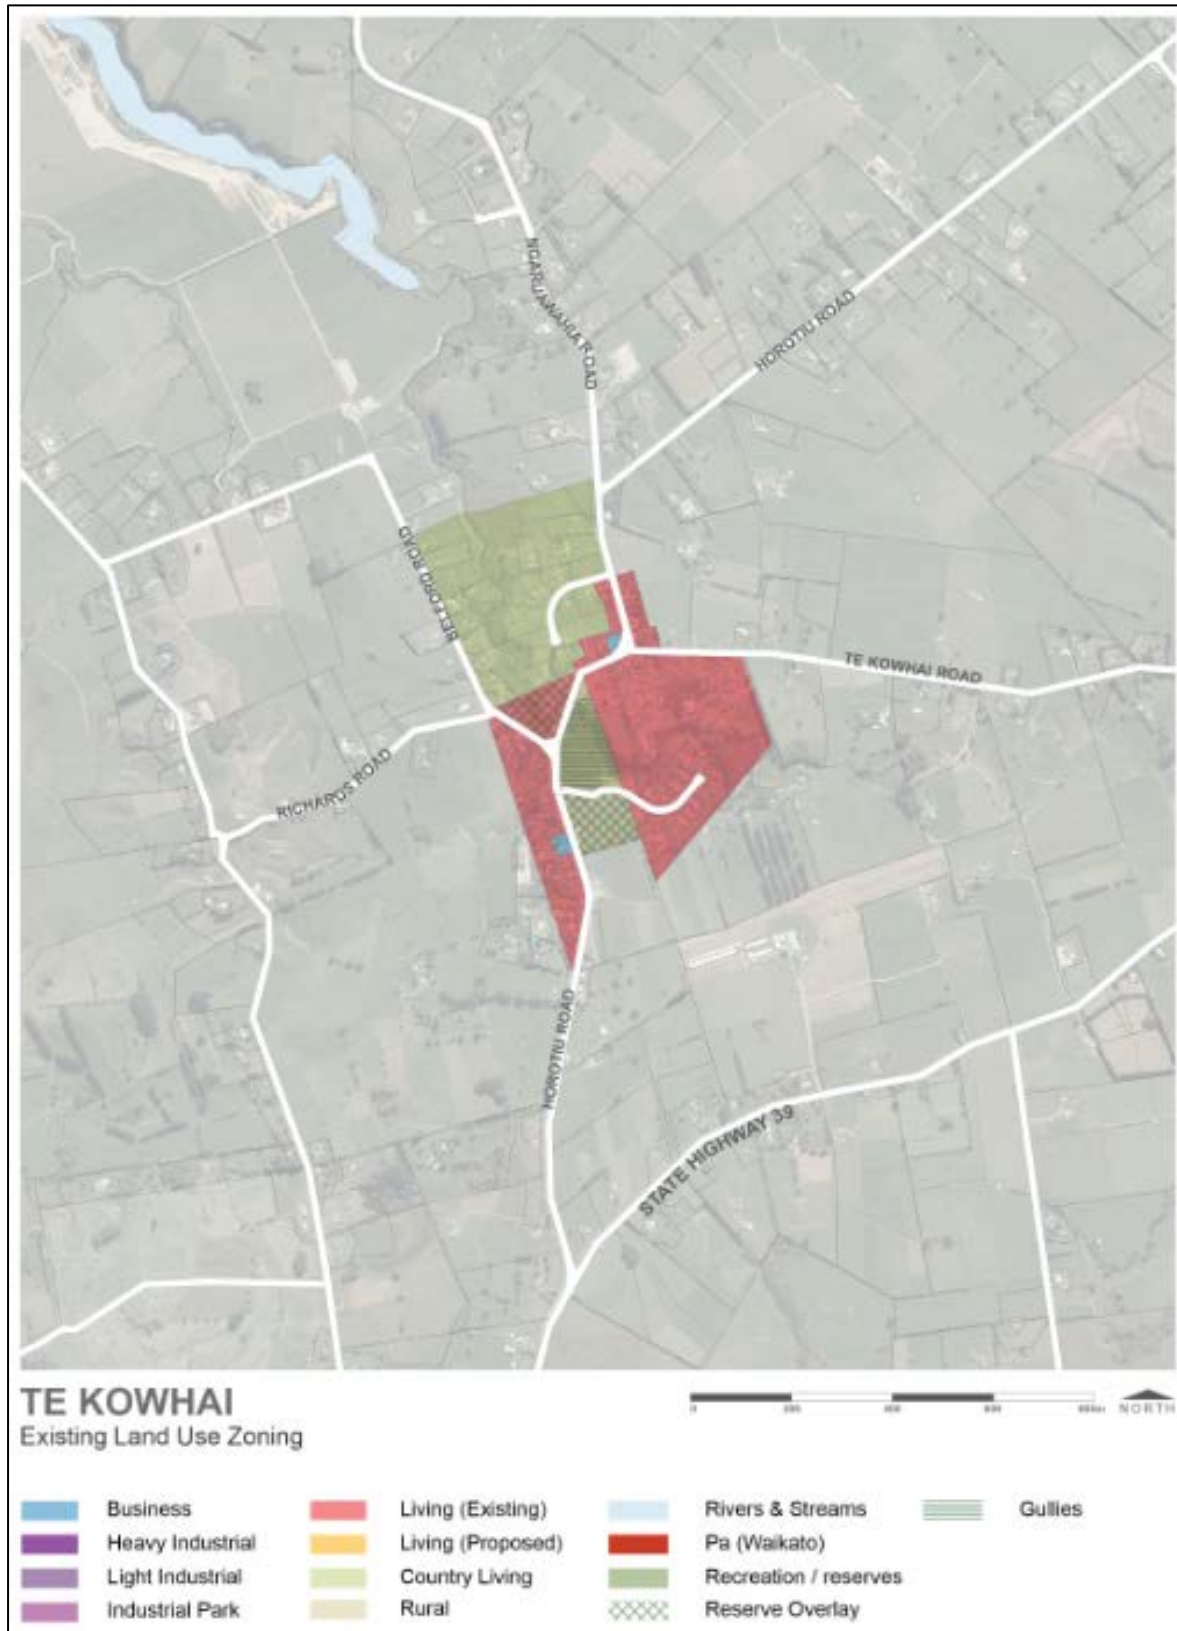 NGARUAWAHIA ROAD
HOROTIU ROAD
BELFORD ROAD
TE KOWHAI ROAD
RICHARDS ROAD
HOROTIU ROAD
STATE HIGHWAY 39
TE KOWHAI
Existing Land Use Zoning
0
NORTH
Business
Living (Existing)
Rivers & Streams
Gullies
Heavy Industrial
Living (Proposed)
Pa (Waikato)
Light Industrial
Country Living
Recreation / reserves
Industrial Park
Rural
Reserve Overlay